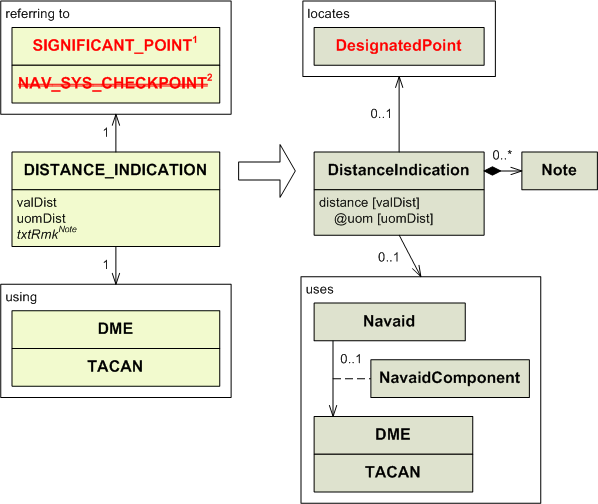 referring to
SIGNIFICANT_POINT1
NAV_SYS_CHECKPOINT2
1
DISTANCE_INDICATION
valDist
uomDist
txtRmkNote
1
using
DME
TACAN
locates
DesignatedPoint
0..1
DistanceIndication
distance [valDist]
@uom [uomDist]
0..*
Note
0..1
uses
Navaid
0..1
NavaidComponent
DME
TACAN